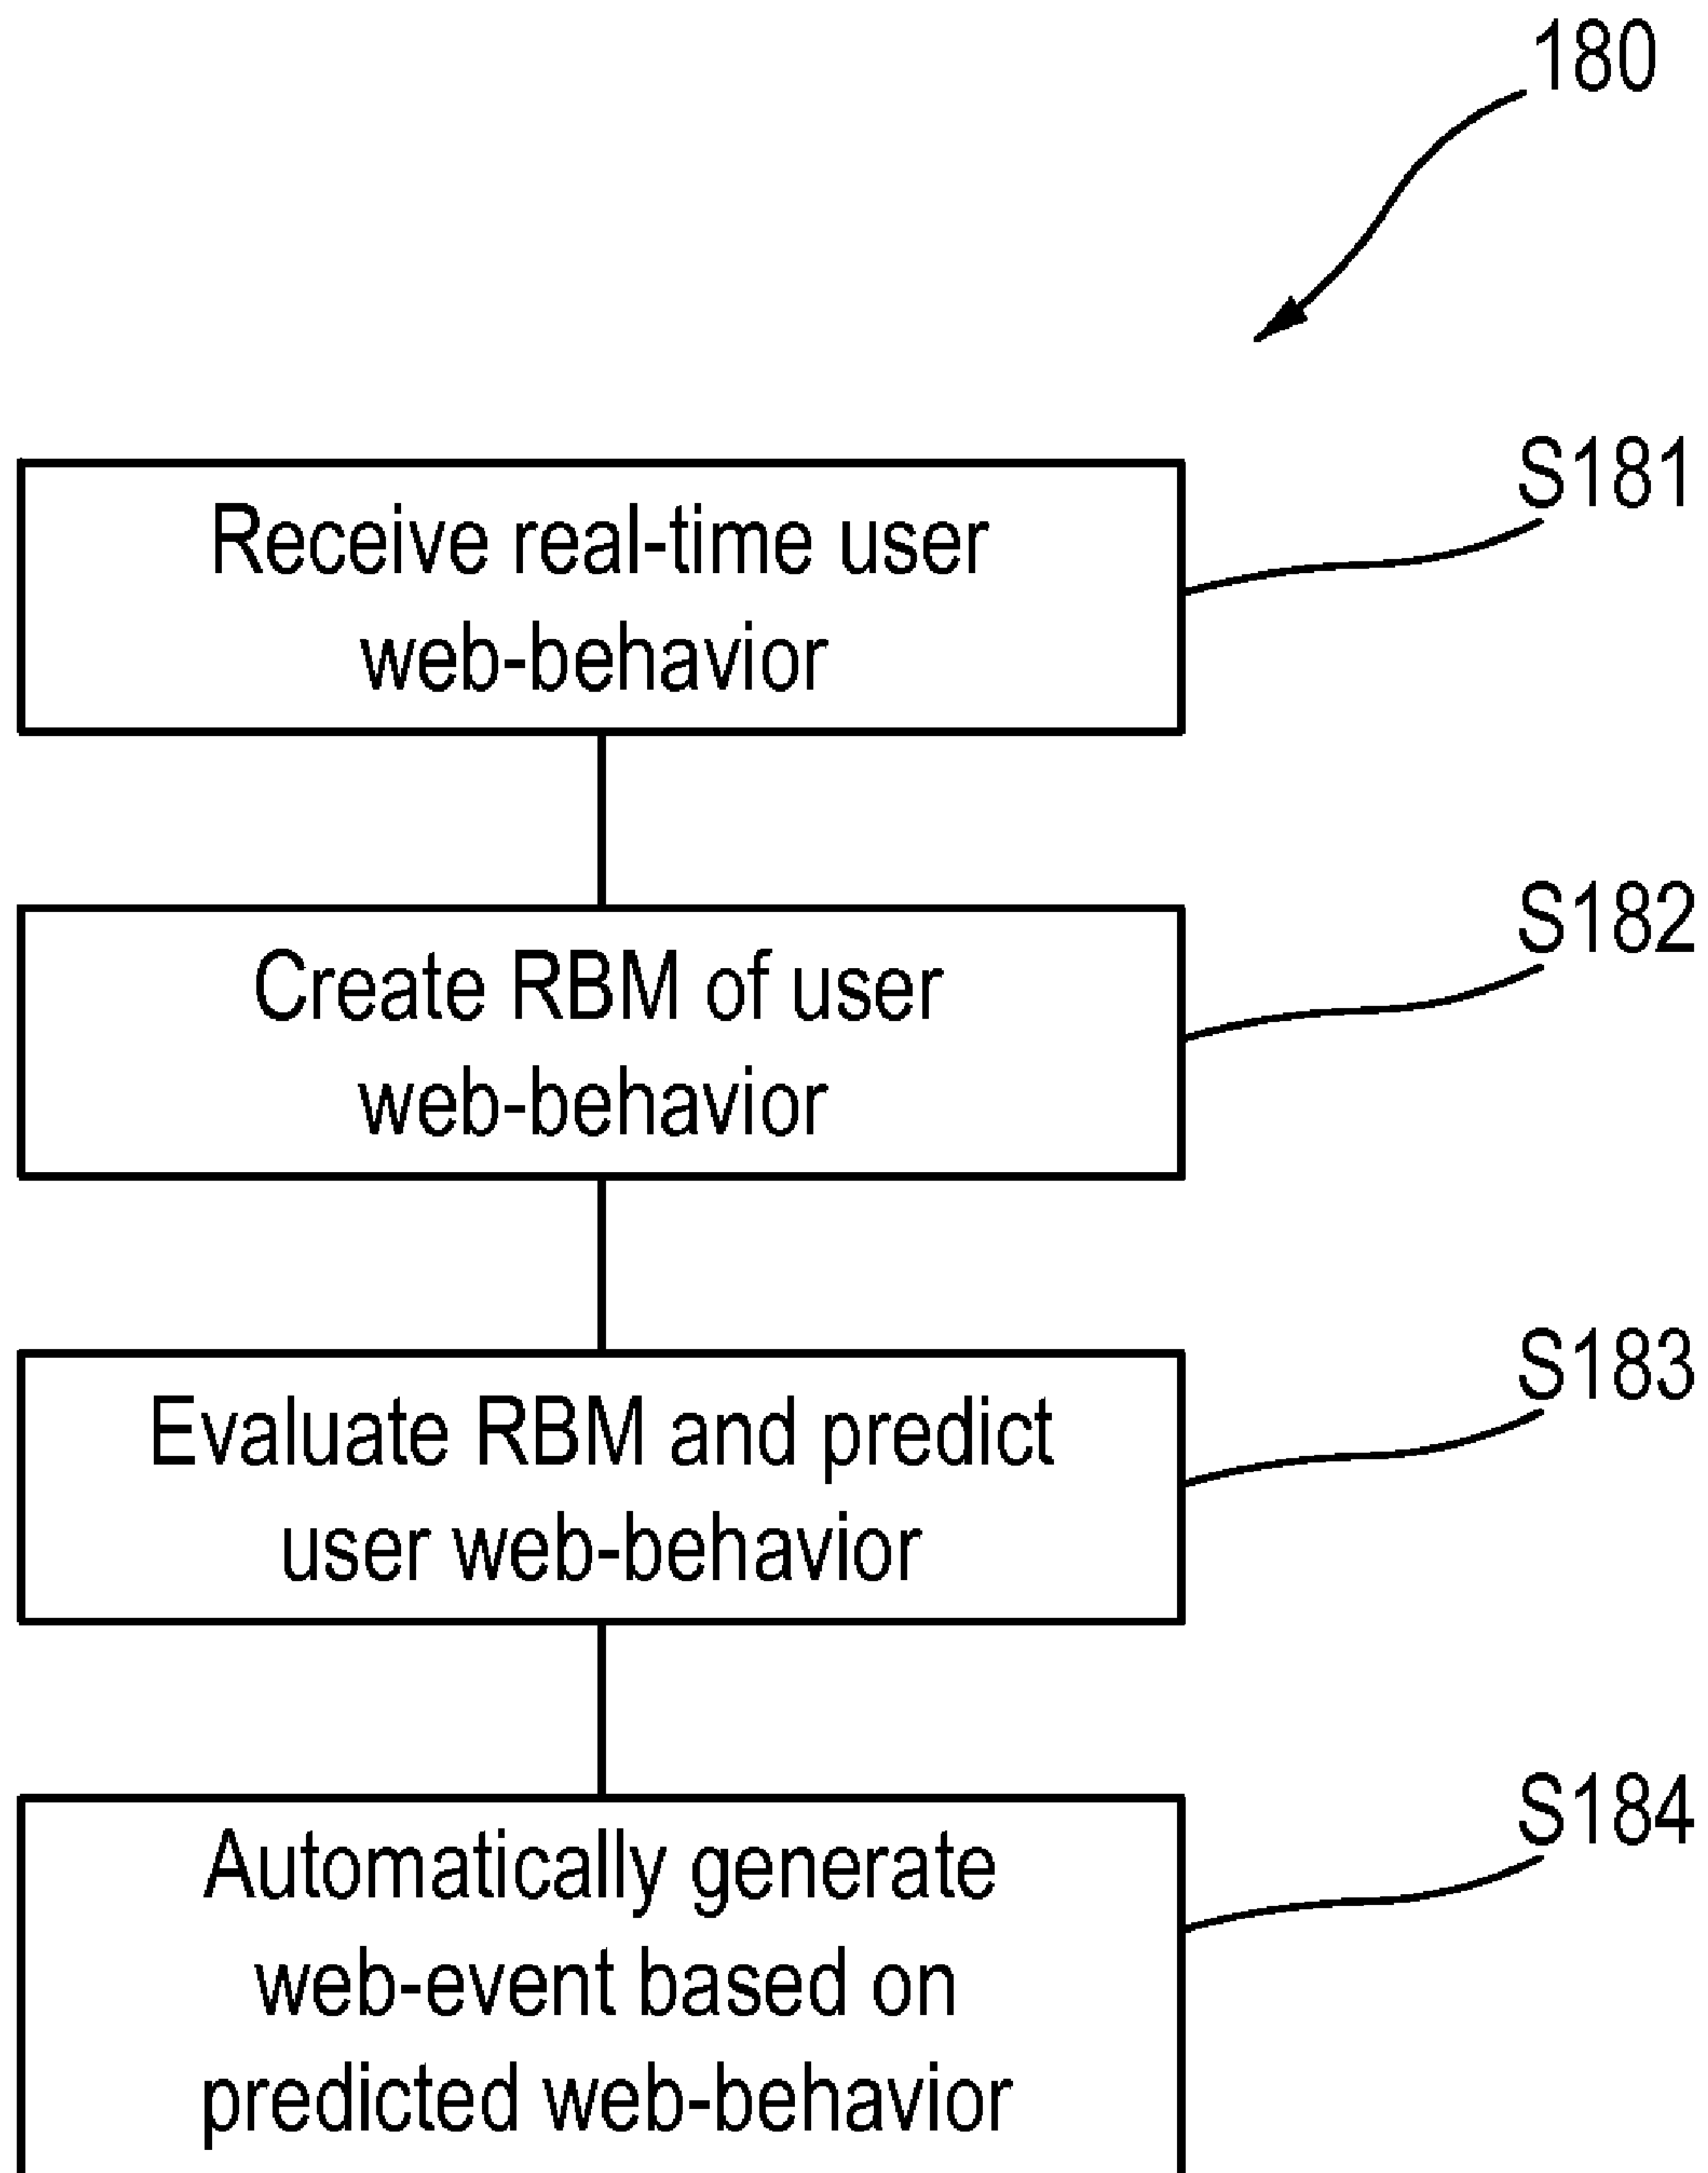 180
S181
Receive real-time user
web-behavior
S182
Create RBM of user
web-behavior
S183
Evaluate RBM and predict
user web-behavior
S184
Automatically generate
web-event based on
predicted web-behavior